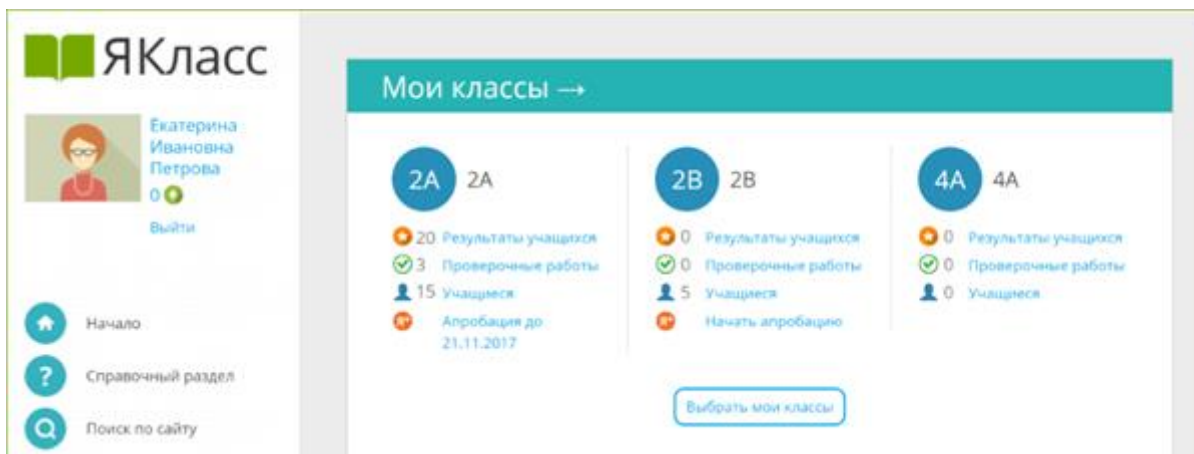 ЯКласс
Екатерина
Ивановна
Петрова
0
Выйти
Начало
Справочный раздел
Поиск по сайту
Мои классы →
2А 2А
20 Результаты учащихся
3 Проверочные работы
15 Учащиеся
Я+ Апробация до
21.11.2017
2В 2В
0 Результаты учащихся
0 Проверочные работы
5 Учащиеся
Я+ Начать апробацию
4А 4А
0 Результаты учащихся
0 Проверочные работы
0 Учащиеся
Выбрать мои классы